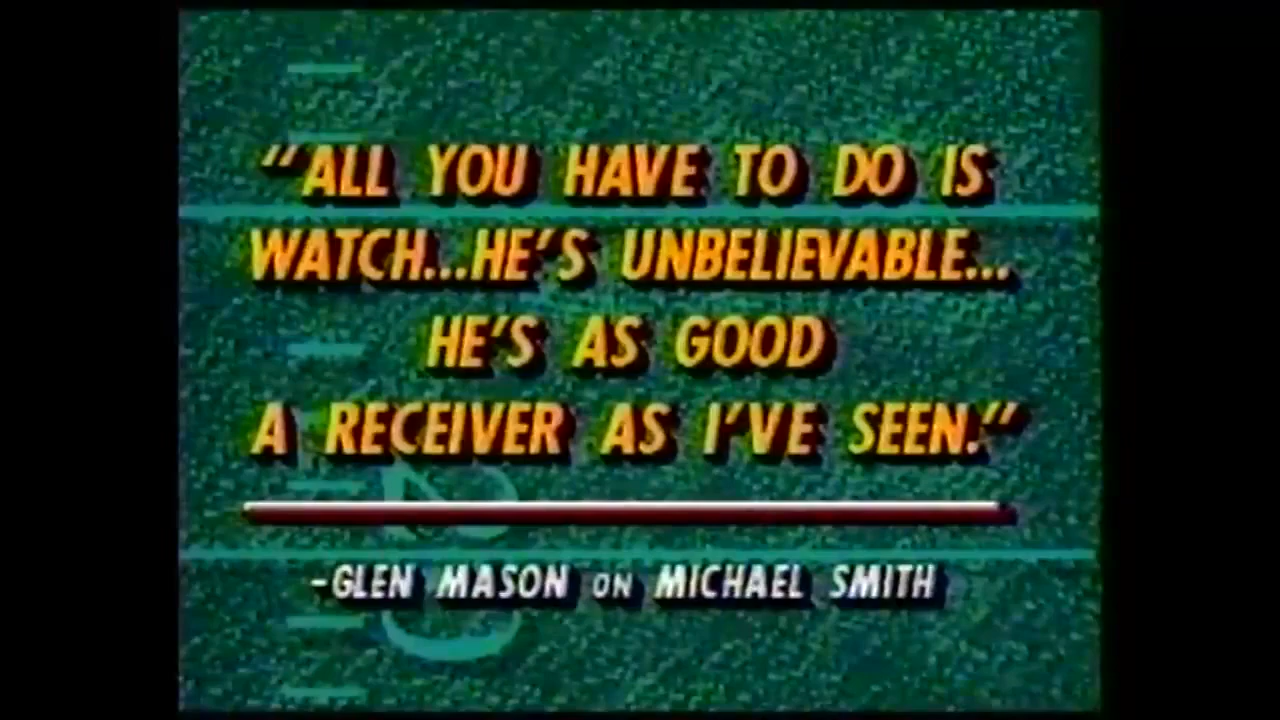 “ALL YOU HAVE TO DO IS
WATCH...HE'S UNBELIEVABLE...
HE'S AS GOOD
A RECEIVER AS I'VE SEEN.”
-GLEN MASON ON MICHAEL SMITH